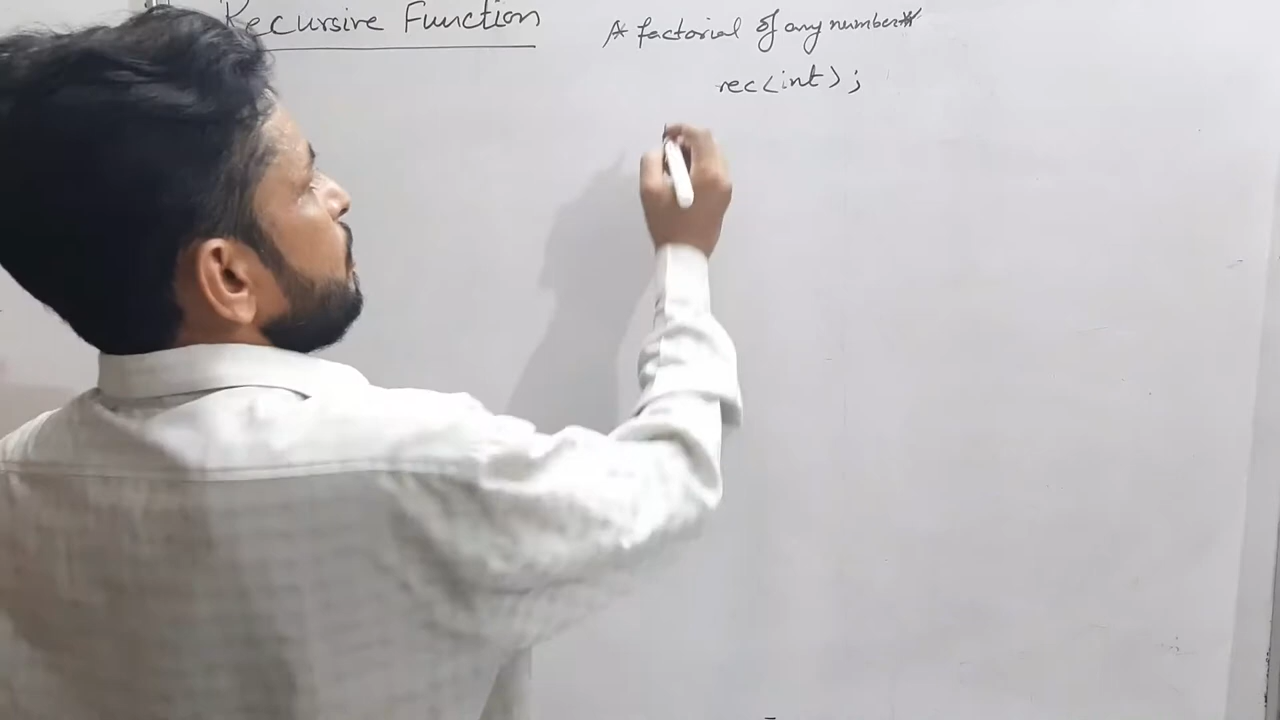 Recursive Function
A factorial of any number
rec(int);